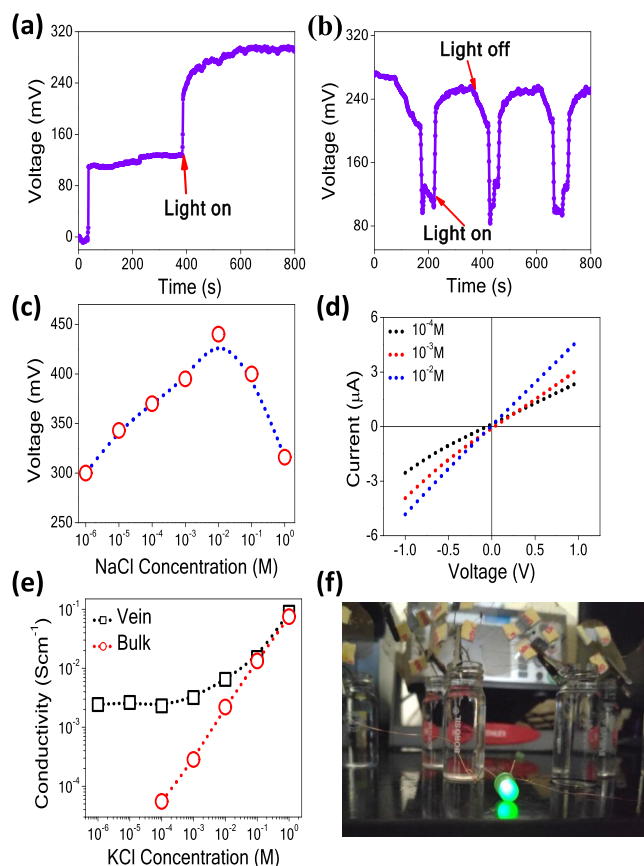 (a)
320
240
160
80
0
Voltage (mV)
Light on
0 200 400 600 800
Time (s)
(b)
320
240
160
80
Voltage (mV)
Light off
Light on
0 200 400 600 800
Time (s)
(c)
450
400
350
300
250
Voltage (mV)
10⁻⁶ 10⁻⁵ 10⁻⁴ 10⁻³ 10⁻² 10⁻¹ 10⁰
NaCl Concentration (M)
(d)
6
3
0
-3
-6
Current (μA)
10⁻⁴M
10⁻³M
10⁻²M
-1.0 -0.5 0.0 0.5 1.0
Voltage (V)
(e)
10⁻¹
10⁻²
10⁻³
10⁻⁴
Conductivity (Scm⁻¹)
Vein
Bulk
10⁻⁶ 10⁻⁵ 10⁻⁴ 10⁻³ 10⁻² 10⁻¹ 10⁰
KCl Concentration (M)
(f)
BOROSIL